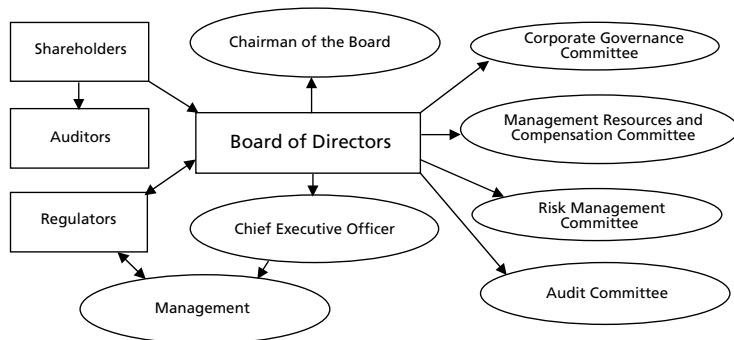 Shareholders
Chairman of the Board
Corporate Governance
Committee
Auditors
Board of Directors
Management Resources and
Compensation Committee
Regulators
Chief Executive Officer
Risk Management
Committee
Management
Audit Committee